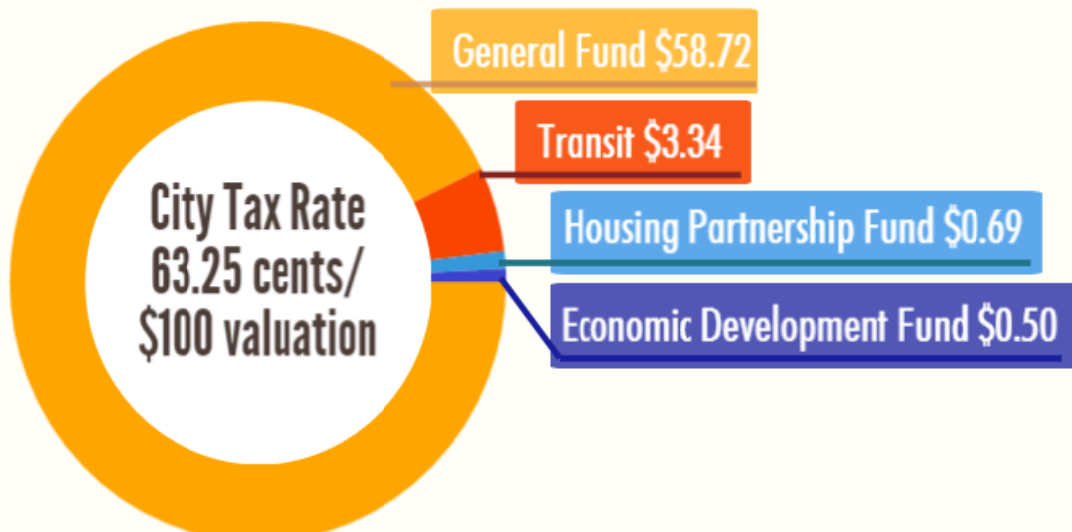 General Fund $58.72
Transit $3.34
City Tax Rate
63.25 cents/
$100 valuation
Housing Partnership Fund $0.69
Economic Development Fund $0.50